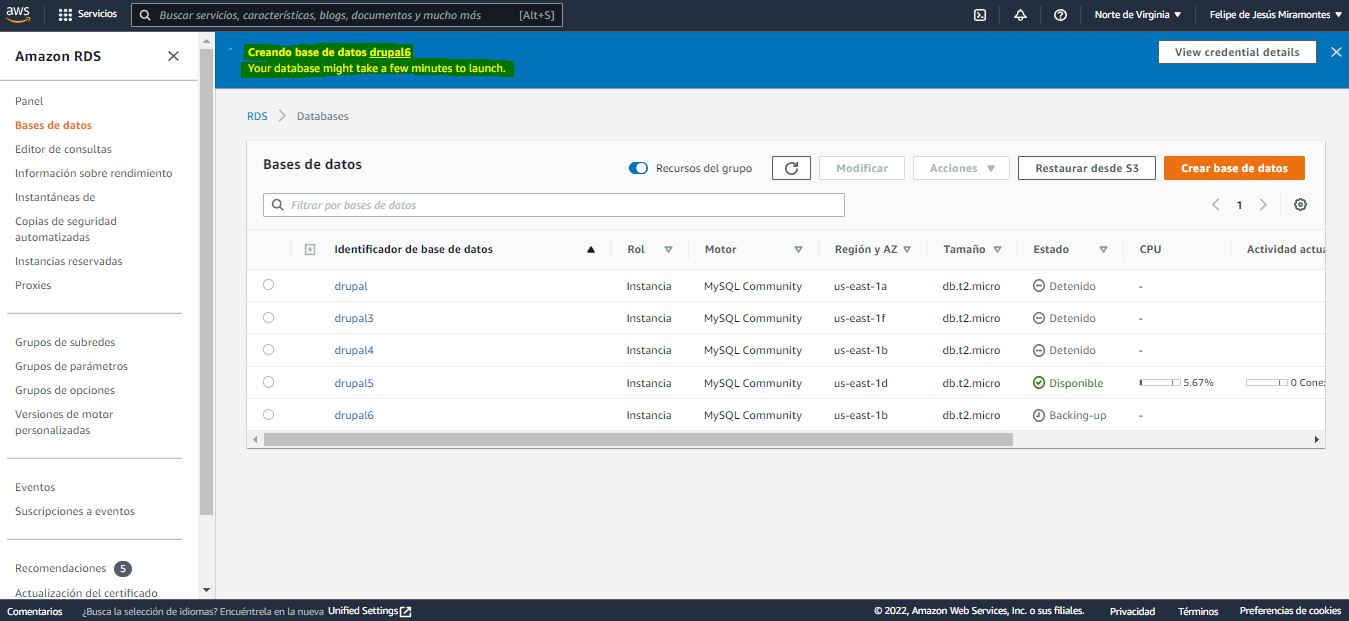 aws
Servicios
Buscar servicios, características, blogs, documentos y mucho más [Alt+S]
Norte de Virginia
Felipe de Jesús Miramontes
Amazon RDS
Panel
Bases de datos
Editor de consultas
Información sobre rendimiento
Instantáneas de
Copias de seguridad
automatizadas
Instancias reservadas
Proxies
Grupos de subredes
Grupos de parámetros
Grupos de opciones
Versiones de motor
personalizadas
Eventos
Suscripciones a eventos
Recomendaciones 5
Actualización del certificado
Creando base de datos drupal6
Your database might take a few minutes to launch.
View credential details
RDS > Databases
Bases de datos
Recursos del grupo
Modificar
Acciones
Restaurar desde S3
Crear base de datos
Filtrar por bases de datos
1
Identificador de base de datos Rol Motor Región y AZ Tamaño Estado CPU Actividad actua
drupal Instancia MySQL Community us-east-1a db.t2.micro Detenido -
drupal3 Instancia MySQL Community us-east-1f db.t2.micro Detenido -
drupal4 Instancia MySQL Community us-east-1b db.t2.micro Detenido -
drupal5 Instancia MySQL Community us-east-1d db.t2.micro Disponible 5.67% 0 Conex
drupal6 Instancia MySQL Community us-east-1b db.t2.micro Backing-up -
Comentarios
¿Busca la selección de idiomas? Encuéntrela en la nueva Unified Settings
© 2022, Amazon Web Services, Inc. o sus filiales.
Privacidad
Términos
Preferencias de cookies